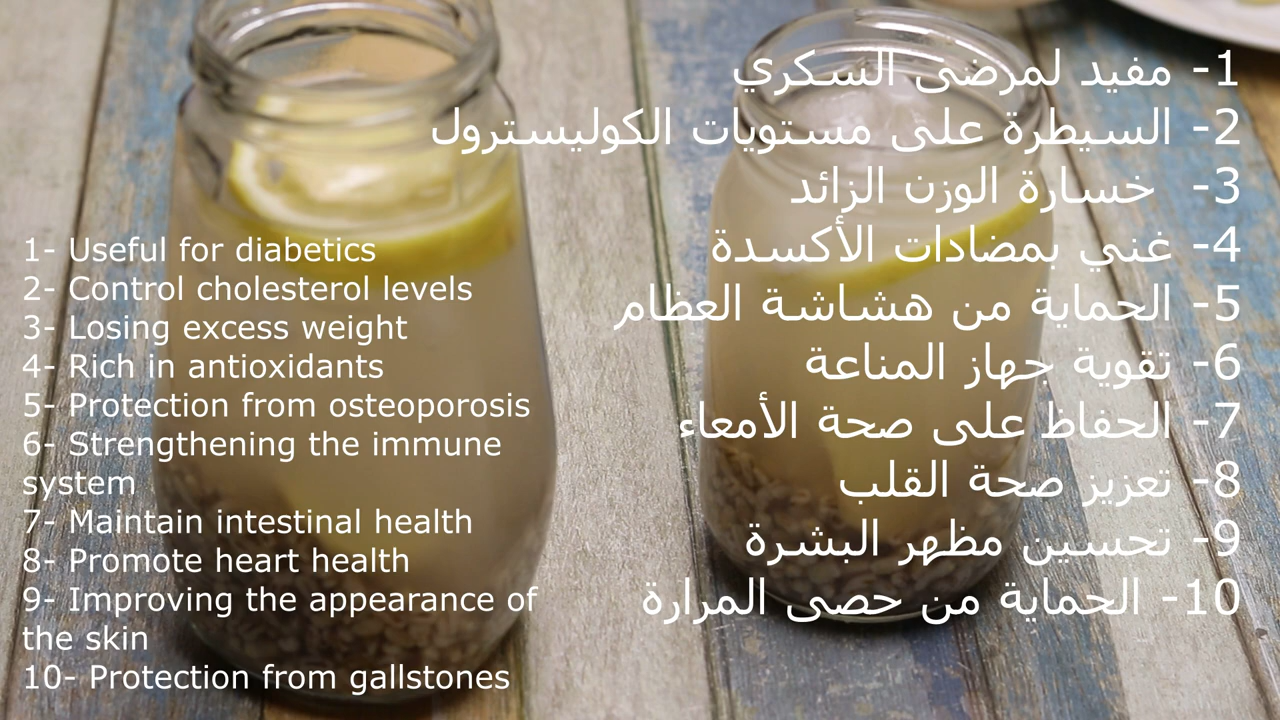 1- Useful for diabetics
2- Control cholesterol levels
3- Losing excess weight
4- Rich in antioxidants
5- Protection from osteoporosis
6- Strengthening the immune
system
7- Maintain intestinal health
8- Promote heart health
9- Improving the appearance of
the skin
10- Protection from gallstones
1- مفيد لمرضى السكري
2- السيطرة على مستويات الكوليسترول
3- خسارة الوزن الزائد
4- غني بمضادات الأكسدة
5- الحماية من هشاشة العظام
6- تقوية جهاز المناعة
7- الحفاظ على صحة الأمعاء
8- تعزيز صحة القلب
9- تحسين مظهر البشرة
10- الحماية من حصى المرارة